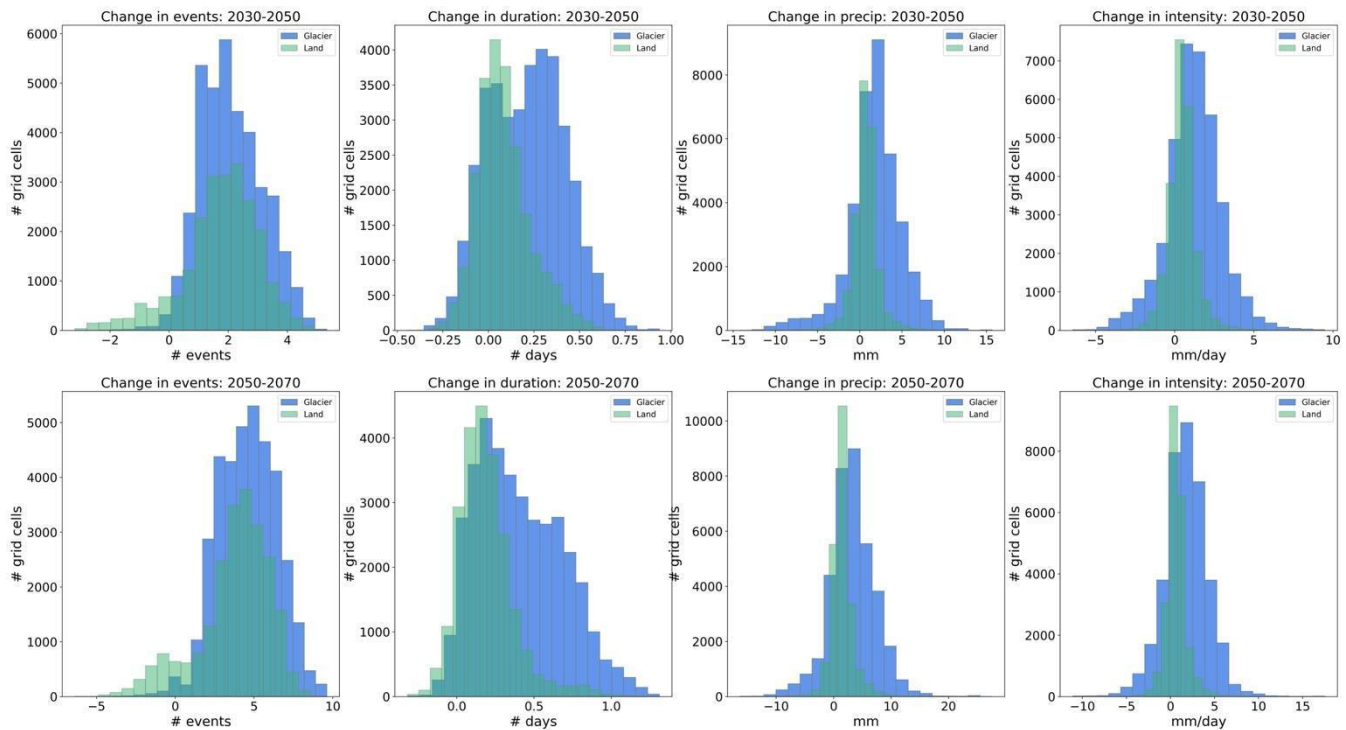 Change in events: 2030-2050
Glacier
Land
6000
5000
4000
3000
2000
1000
0
# grid cells
−2
0
2
4
# events
Change in duration: 2030-2050
Glacier
Land
4000
3500
3000
2500
2000
1500
1000
500
0
# grid cells
−0.50
−0.25
0.00
0.25
0.50
0.75
1.00
# days
Change in precip: 2030-2050
Glacier
Land
8000
6000
4000
2000
0
# grid cells
−15
−10
−5
0
5
10
15
mm
Change in intensity: 2030-2050
Glacier
Land
7000
6000
5000
4000
3000
2000
1000
0
# grid cells
−5
0
5
10
mm/day
Change in events: 2050-2070
Glacier
Land
5000
4000
3000
2000
1000
0
# grid cells
−5
0
5
10
# events
Change in duration: 2050-2070
Glacier
Land
4000
3000
2000
1000
0
# grid cells
0.0
0.5
1.0
# days
Change in precip: 2050-2070
Glacier
Land
10000
8000
6000
4000
2000
0
# grid cells
−10
0
10
20
mm
Change in intensity: 2050-2070
Glacier
Land
8000
6000
4000
2000
0
# grid cells
−10
−5
0
5
10
15
mm/day